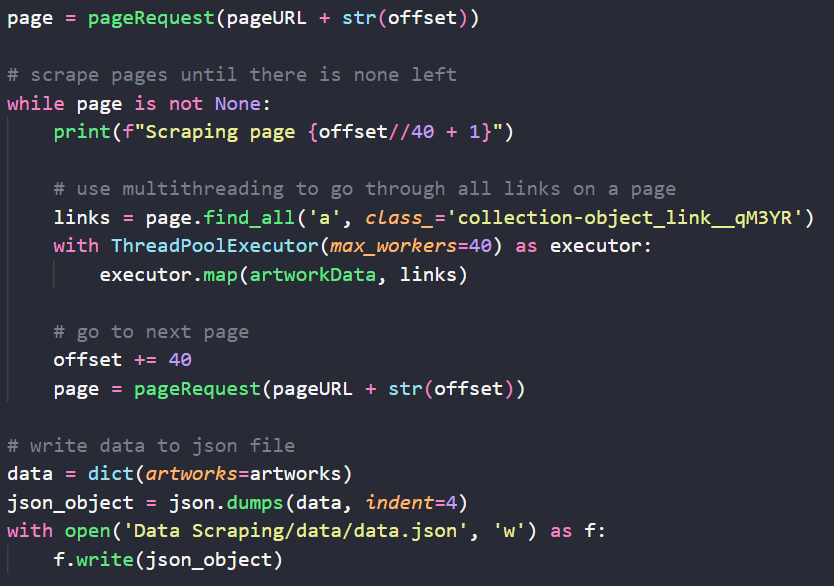 page = pageRequest(pageURL + str(offset))
# scrape pages until there is none left
while page is not None:
    print(f"Scraping page {offset//40 + 1}")
    # use multithreading to go through all links on a page
    links = page.find_all('a', class_='collection-object_link__qM3YR')
    with ThreadPoolExecutor(max_workers=40) as executor:
        executor.map(artworkData, links)
    # go to next page
    offset += 40
    page = pageRequest(pageURL + str(offset))
# write data to json file
data = dict(artworks=artworks)
json_object = json.dumps(data, indent=4)
with open('Data Scraping/data/data.json', 'w') as f:
    f.write(json_object)